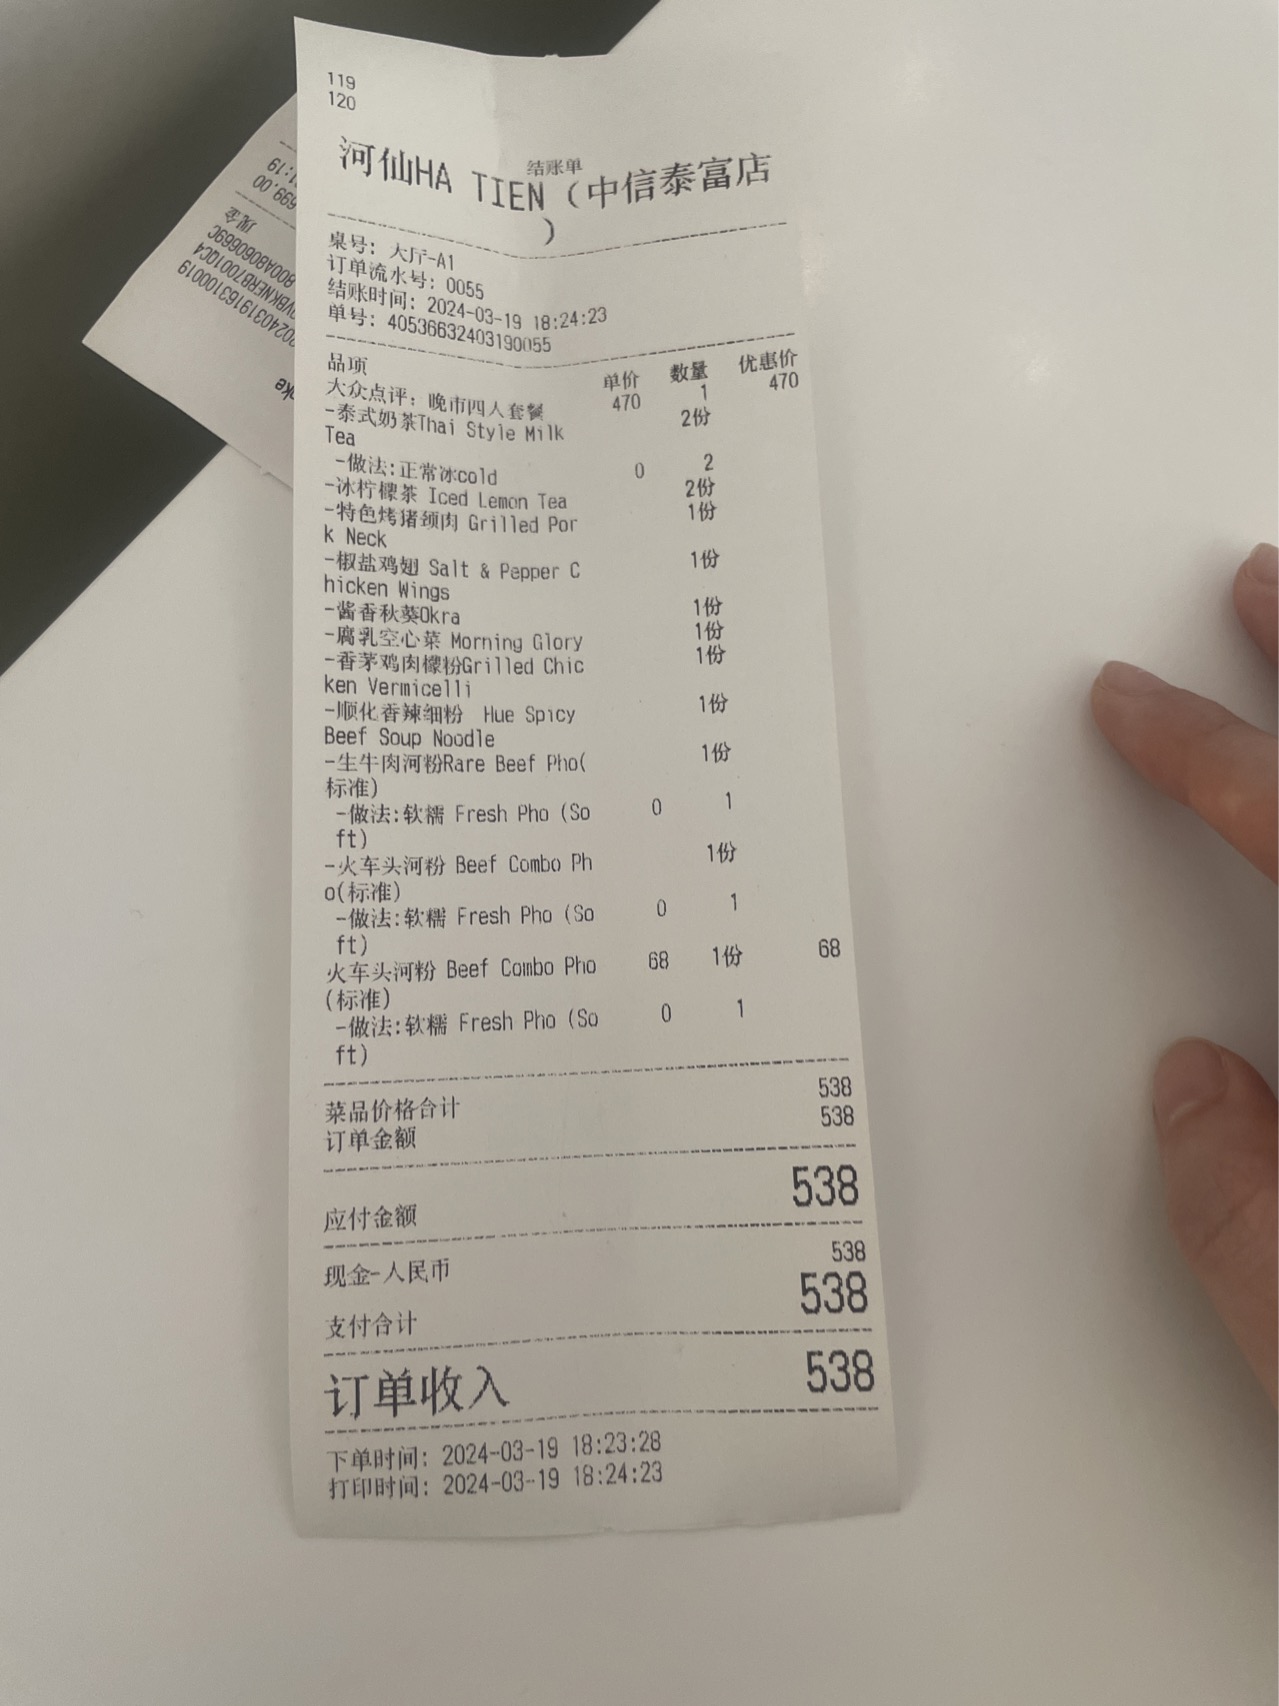 119
120
结账单
河仙HA TIEN（中信泰富店
）
桌号: 大厅-A1
订单流水号: 0055
结账时间: 2024-03-19 18:24:23
单号: 40536632403190055
品项 单价 数量 优惠价
大众点评: 晚市四人套餐 470 1 470
-泰式奶茶Thai Style Milk 2份
Tea
-做法:正常冰cold 0 2
-冰柠檬茶 Iced Lemon Tea 2份
-特色烤猪颈肉 Grilled Por 1份
k Neck
-椒盐鸡翅 Salt & Pepper C 1份
hicken Wings
-酱香秋葵Okra 1份
-腐乳空心菜 Morning Glory 1份
-香茅鸡肉檬粉Grilled Chic 1份
ken Vermicelli
-顺化香辣细粉 Hue Spicy 1份
Beef Soup Noodle
-生牛肉河粉Rare Beef Pho( 1份
标准)
-做法:软糯 Fresh Pho (So 0 1
ft)
-火车头河粉 Beef Combo Ph 1份
o(标准)
-做法:软糯 Fresh Pho (So 0 1
ft)
火车头河粉 Beef Combo Pho 68 1份 68
(标准)
-做法:软糯 Fresh Pho (So 0 1
ft)
菜品价格合计 538
订单金额 538
应付金额 538
现金-人民币 538
支付合计 538
订单收入 538
下单时间: 2024-03-19 18:23:28
打印时间: 2024-03-19 18:24:23
1:19
699.00
现金
800A8060669C
0VBKNERB7001QC4
20240319163100019
oke